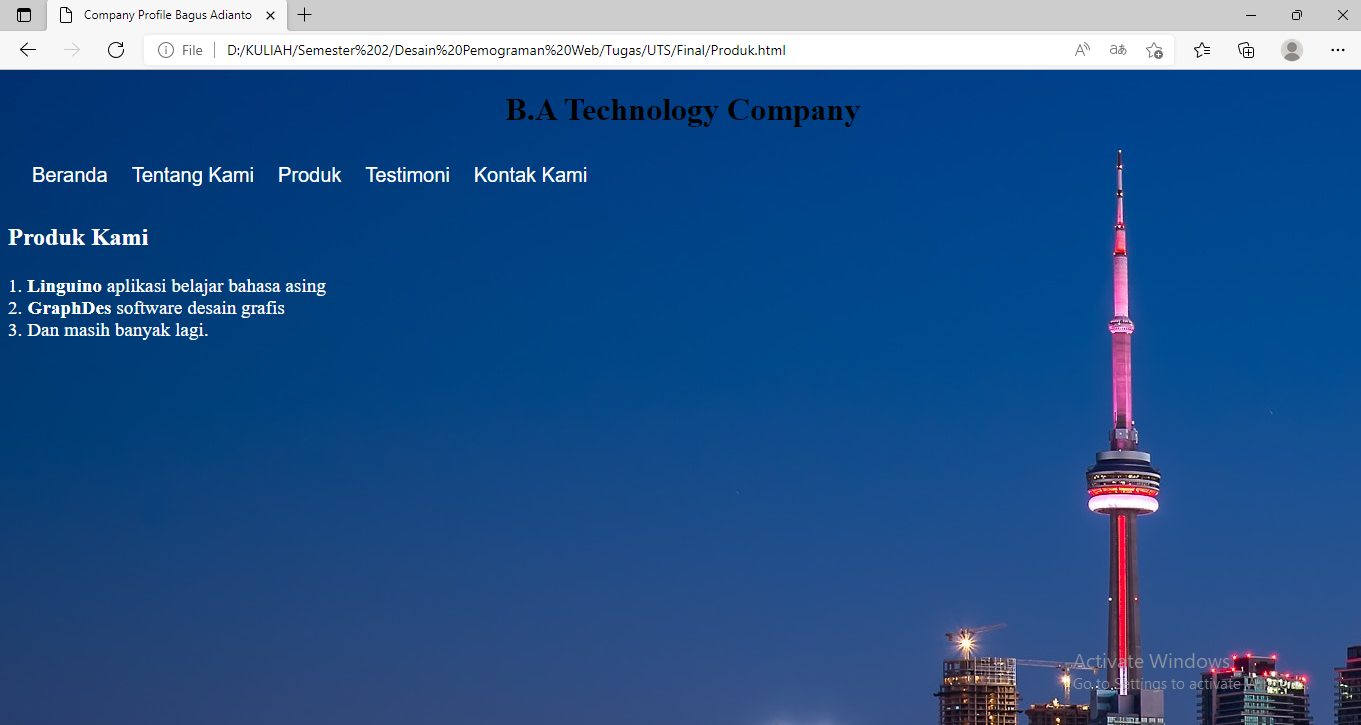 Company Profile Bagus Adianto
File
D:/KULIAH/Semester%202/Desain%20Pemograman%20Web/Tugas/UTS/Final/Produk.html
B.A Technology Company
Beranda Tentang Kami Produk Testimoni Kontak Kami
Produk Kami
1. Linguino aplikasi belajar bahasa asing
2. GraphDes software desain grafis
3. Dan masih banyak lagi.
Activate Windows
Go to Settings to activate